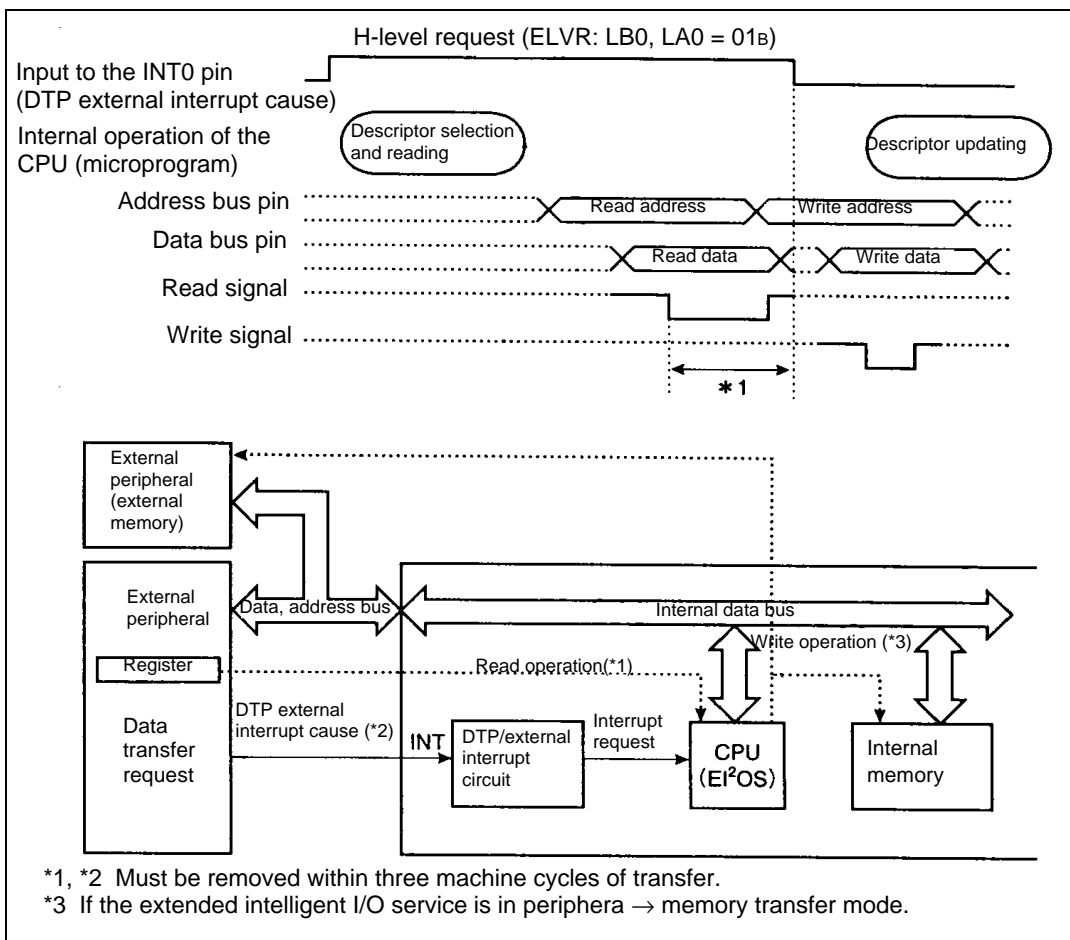 H-level request (ELVR: LB0, LA0 = 01B)
Input to the INT0 pin
(DTP external interrupt cause)
Internal operation of the
CPU (microprogram)
Descriptor selection
and reading
Descriptor updating
Address bus pin
Read address
Write address
Data bus pin
Read data
Write data
Read signal
Write signal
*1
External
peripheral
(external
memory)
External
peripheral
Data, address bus
Internal data bus
Write operation (*3)
Register
Read operation(*1)
Data
transfer
request
DTP external
interrupt cause (*2)
INT
DTP/external
interrupt
circuit
Interrupt
request
CPU
(EI²OS)
Internal
memory
*1, *2 Must be removed within three machine cycles of transfer.
*3 If the extended intelligent I/O service is in periphera → memory transfer mode.